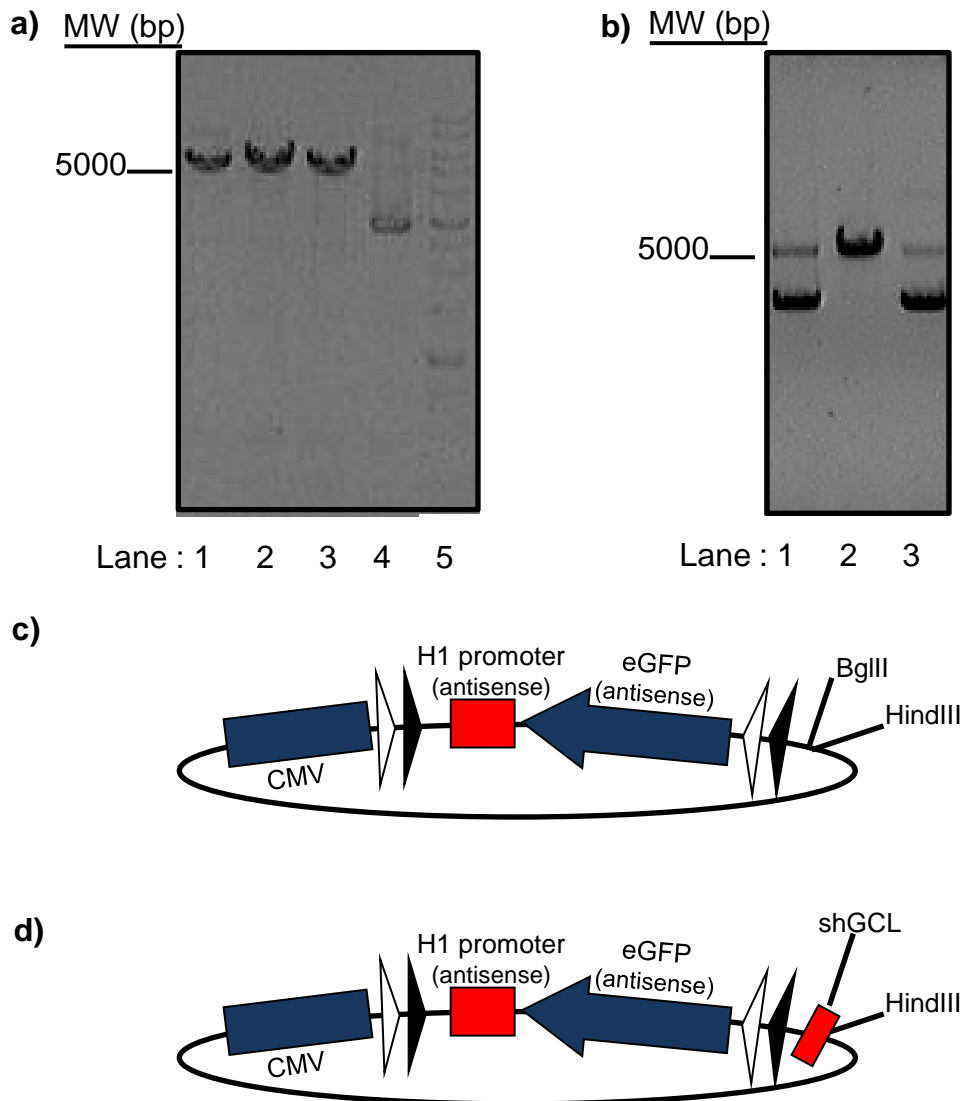 a) MW (bp)
5000
Lane : 1 2 3 4 5
b) MW (bp)
5000
Lane : 1 2 3
c)
H1 promoter
(antisense)
eGFP
(antisense)
BglII
HindIII
CMV
d)
shGCL
H1 promoter
(antisense)
eGFP
(antisense)
HindIII
CMV